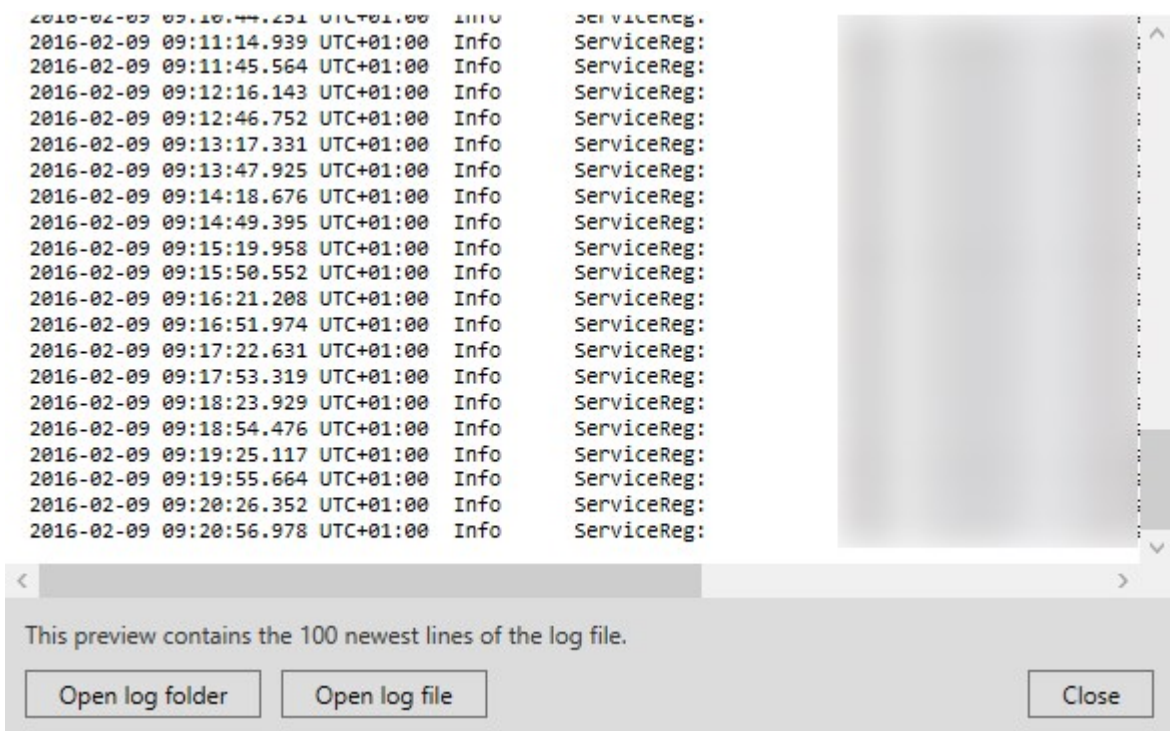 2016-02-09 09:10:44.251 UTC+01:00 Info ServiceReg:
2016-02-09 09:11:14.939 UTC+01:00 Info ServiceReg:
2016-02-09 09:11:45.564 UTC+01:00 Info ServiceReg:
2016-02-09 09:12:16.143 UTC+01:00 Info ServiceReg:
2016-02-09 09:12:46.752 UTC+01:00 Info ServiceReg:
2016-02-09 09:13:17.331 UTC+01:00 Info ServiceReg:
2016-02-09 09:13:47.925 UTC+01:00 Info ServiceReg:
2016-02-09 09:14:18.676 UTC+01:00 Info ServiceReg:
2016-02-09 09:14:49.395 UTC+01:00 Info ServiceReg:
2016-02-09 09:15:19.958 UTC+01:00 Info ServiceReg:
2016-02-09 09:15:50.552 UTC+01:00 Info ServiceReg:
2016-02-09 09:16:21.208 UTC+01:00 Info ServiceReg:
2016-02-09 09:16:51.974 UTC+01:00 Info ServiceReg:
2016-02-09 09:17:22.631 UTC+01:00 Info ServiceReg:
2016-02-09 09:17:53.319 UTC+01:00 Info ServiceReg:
2016-02-09 09:18:23.929 UTC+01:00 Info ServiceReg:
2016-02-09 09:18:54.476 UTC+01:00 Info ServiceReg:
2016-02-09 09:19:25.117 UTC+01:00 Info ServiceReg:
2016-02-09 09:19:55.664 UTC+01:00 Info ServiceReg:
2016-02-09 09:20:26.352 UTC+01:00 Info ServiceReg:
2016-02-09 09:20:56.978 UTC+01:00 Info ServiceReg:
This preview contains the 100 newest lines of the log file.
Open log folder Open log file Close